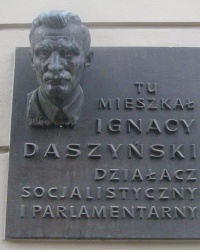 TU
MIESZKAŁ
IGNACY
DASZYŃSKI
DZIAŁACZ
SOCJALISTYCZNY
I PARLAMENTARNY